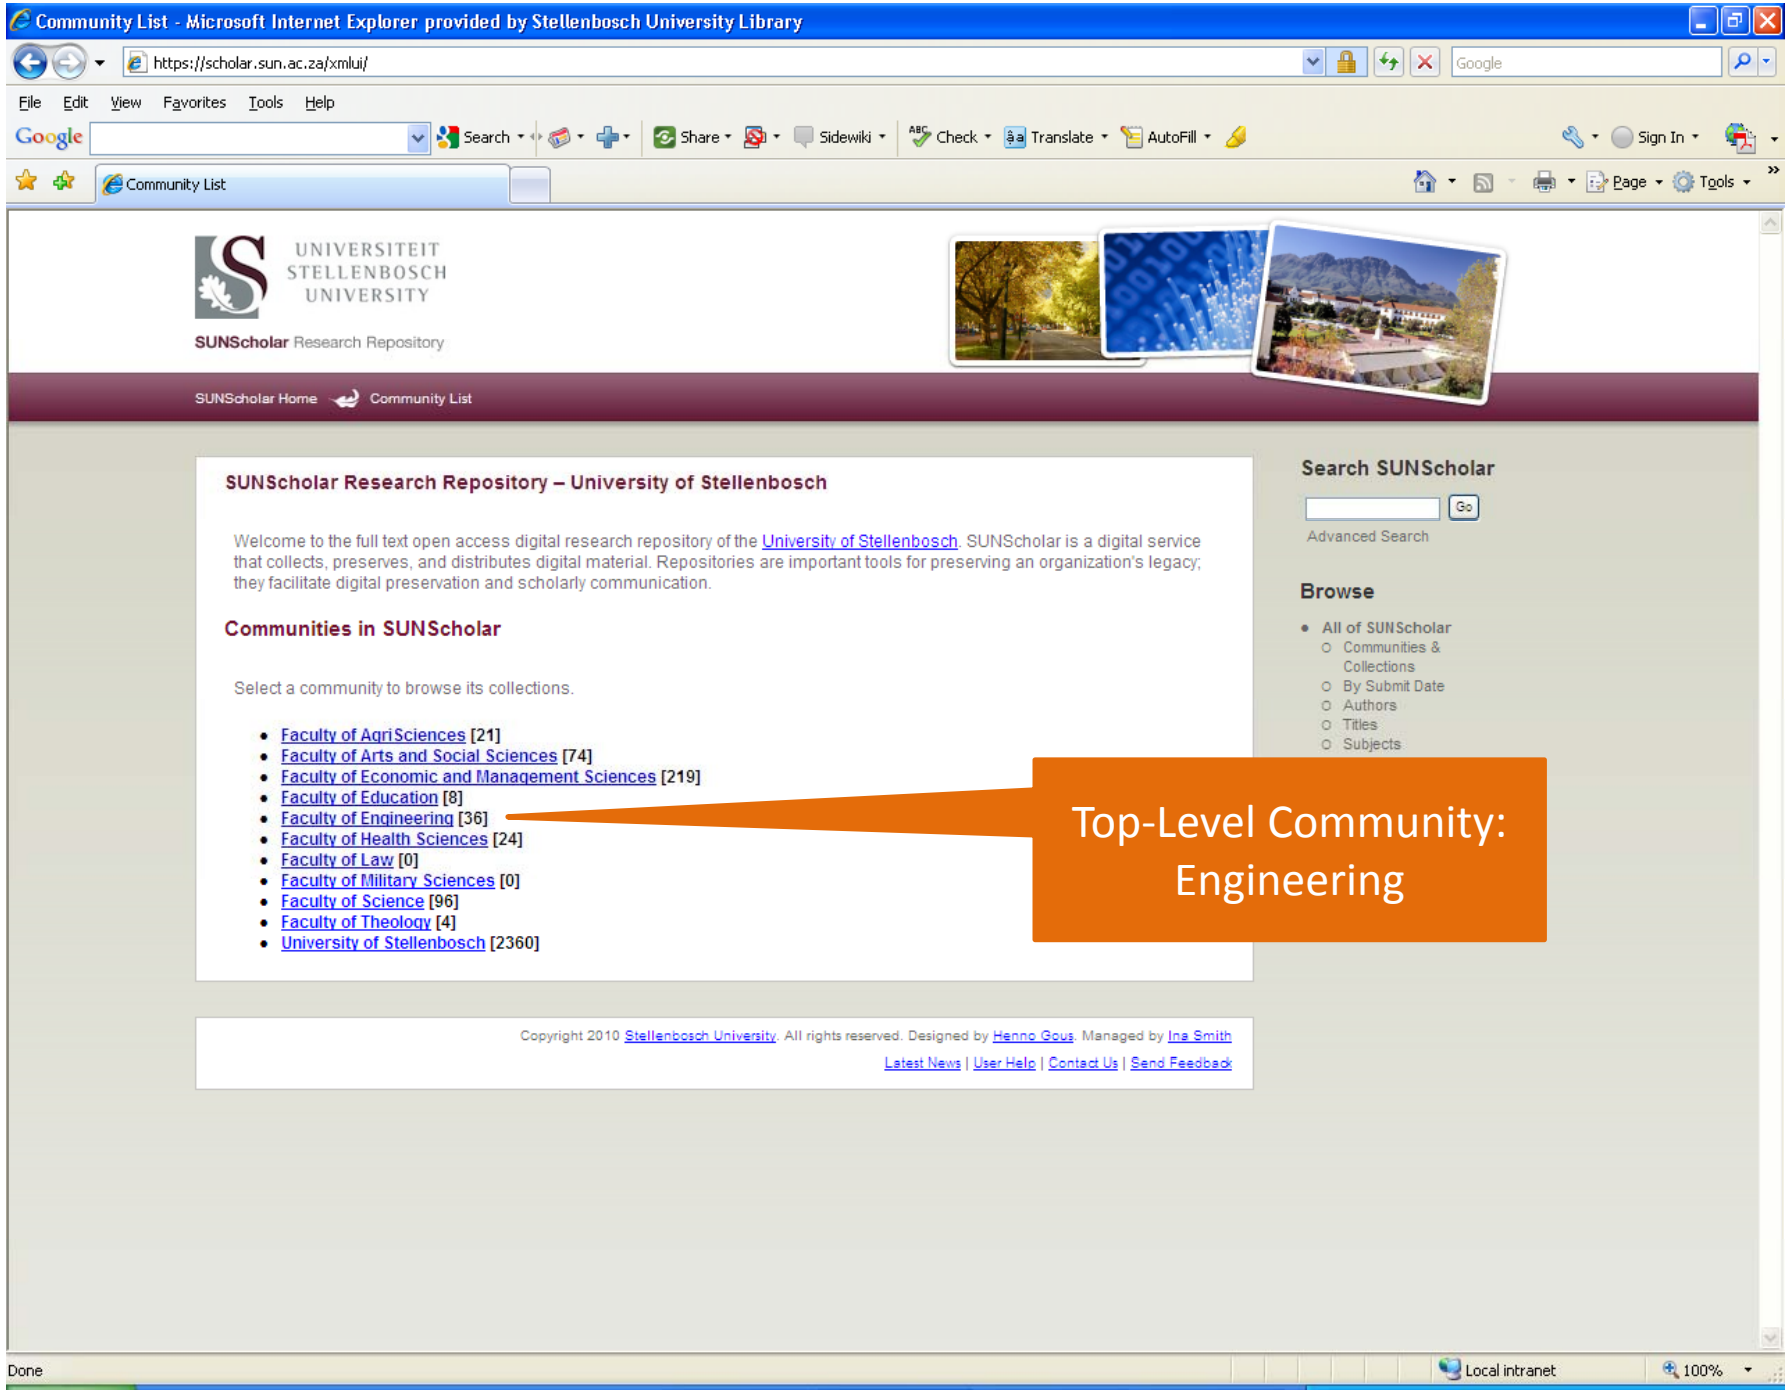 Community List - Microsoft Internet Explorer provided by Stellenbosch University Library
https://scholar.sun.ac.za/xmlui/
Google
File Edit View Favorites Tools Help
Google Search Share Sidewiki ABC Check āa Translate AutoFill Sign In
Community List Page Tools
UNIVERSITEIT
STELLENBOSCH
UNIVERSITY
SUNScholar Research Repository
SUNScholar Home Community List
SUNScholar Research Repository – University of Stellenbosch
Welcome to the full text open access digital research repository of the University of Stellenbosch. SUNScholar is a digital service
that collects, preserves, and distributes digital material. Repositories are important tools for preserving an organization's legacy;
they facilitate digital preservation and scholarly communication.
Communities in SUNScholar
Select a community to browse its collections.
Faculty of AgriSciences [21]
Faculty of Arts and Social Sciences [74]
Faculty of Economic and Management Sciences [219]
Faculty of Education [8]
Faculty of Engineering [36]
Faculty of Health Sciences [24]
Faculty of Law [0]
Faculty of Military Sciences [0]
Faculty of Science [96]
Faculty of Theology [4]
University of Stellenbosch [2360]
Search SUNScholar
Go
Advanced Search
Browse
All of SUNScholar
Communities &
Collections
By Submit Date
Authors
Titles
Subjects
Top-Level Community:
Engineering
Copyright 2010 Stellenbosch University. All rights reserved. Designed by Henno Gous. Managed by Ina Smith
Latest News | User Help | Contact Us | Send Feedback
Done Local intranet 100%